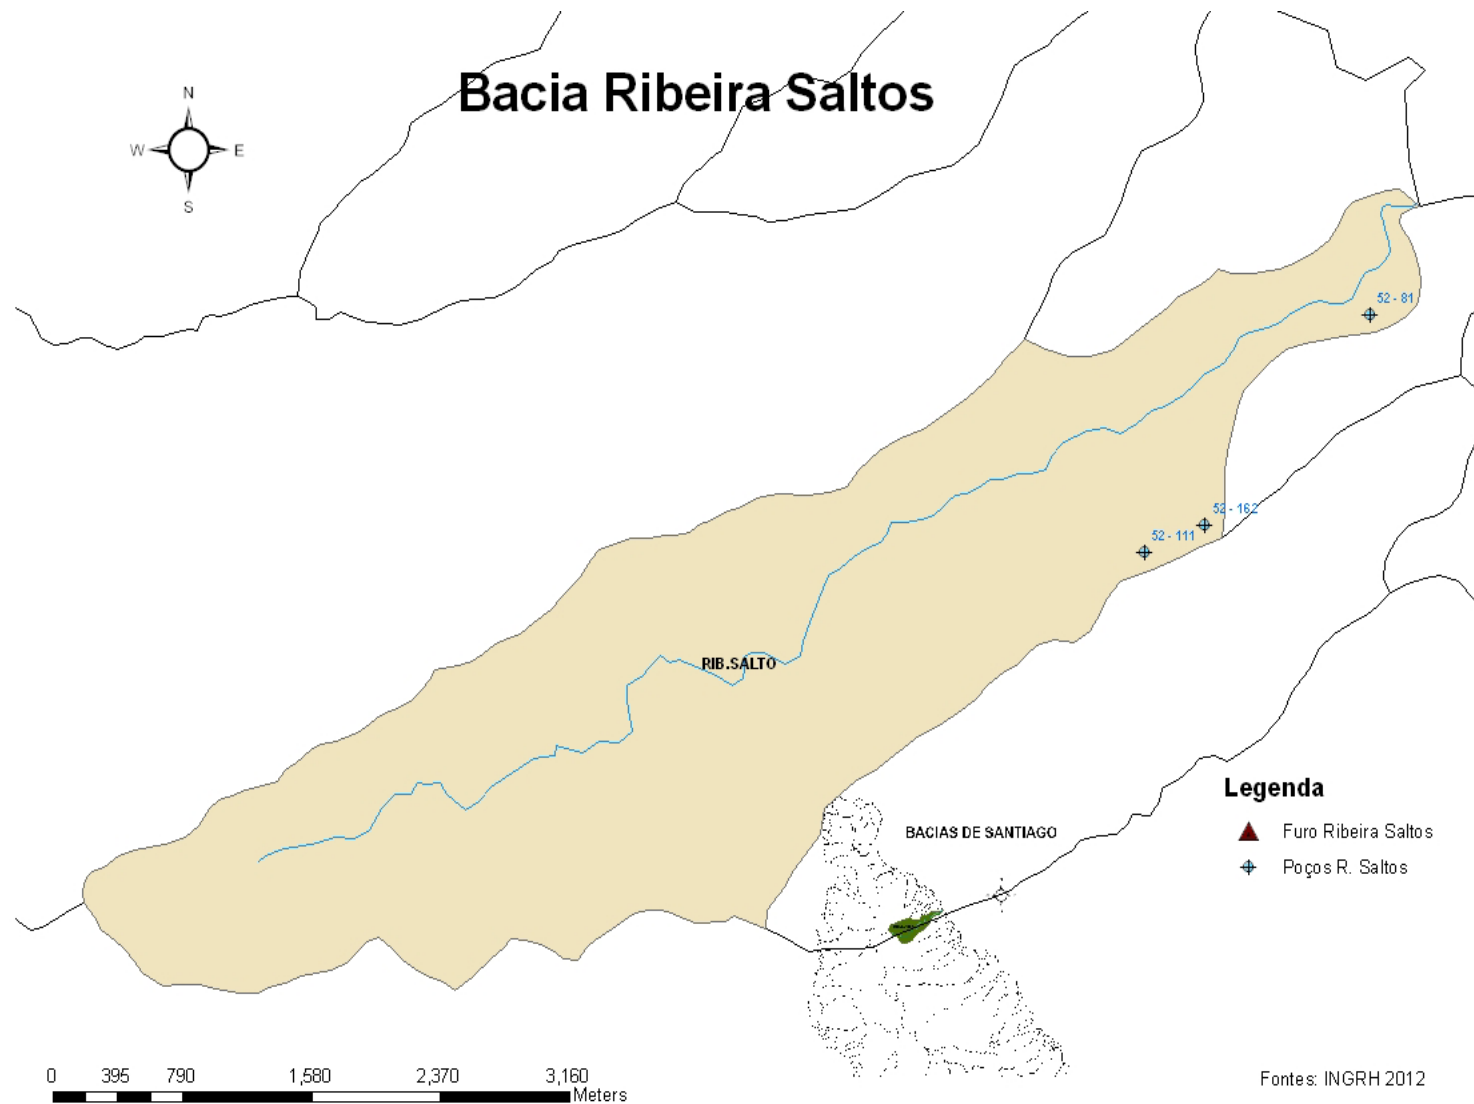 Bacia Ribeira Saltos
N
W E
S
52 - 81
52 - 162
52 - 111
RIB.SALTO
Legenda
Furo Ribeira Saltos
Poços R. Saltos
BACIAS DE SANTIAGO
0 395 790 1,580 2,370 3,160
Meters
Fontes: INGRH 2012